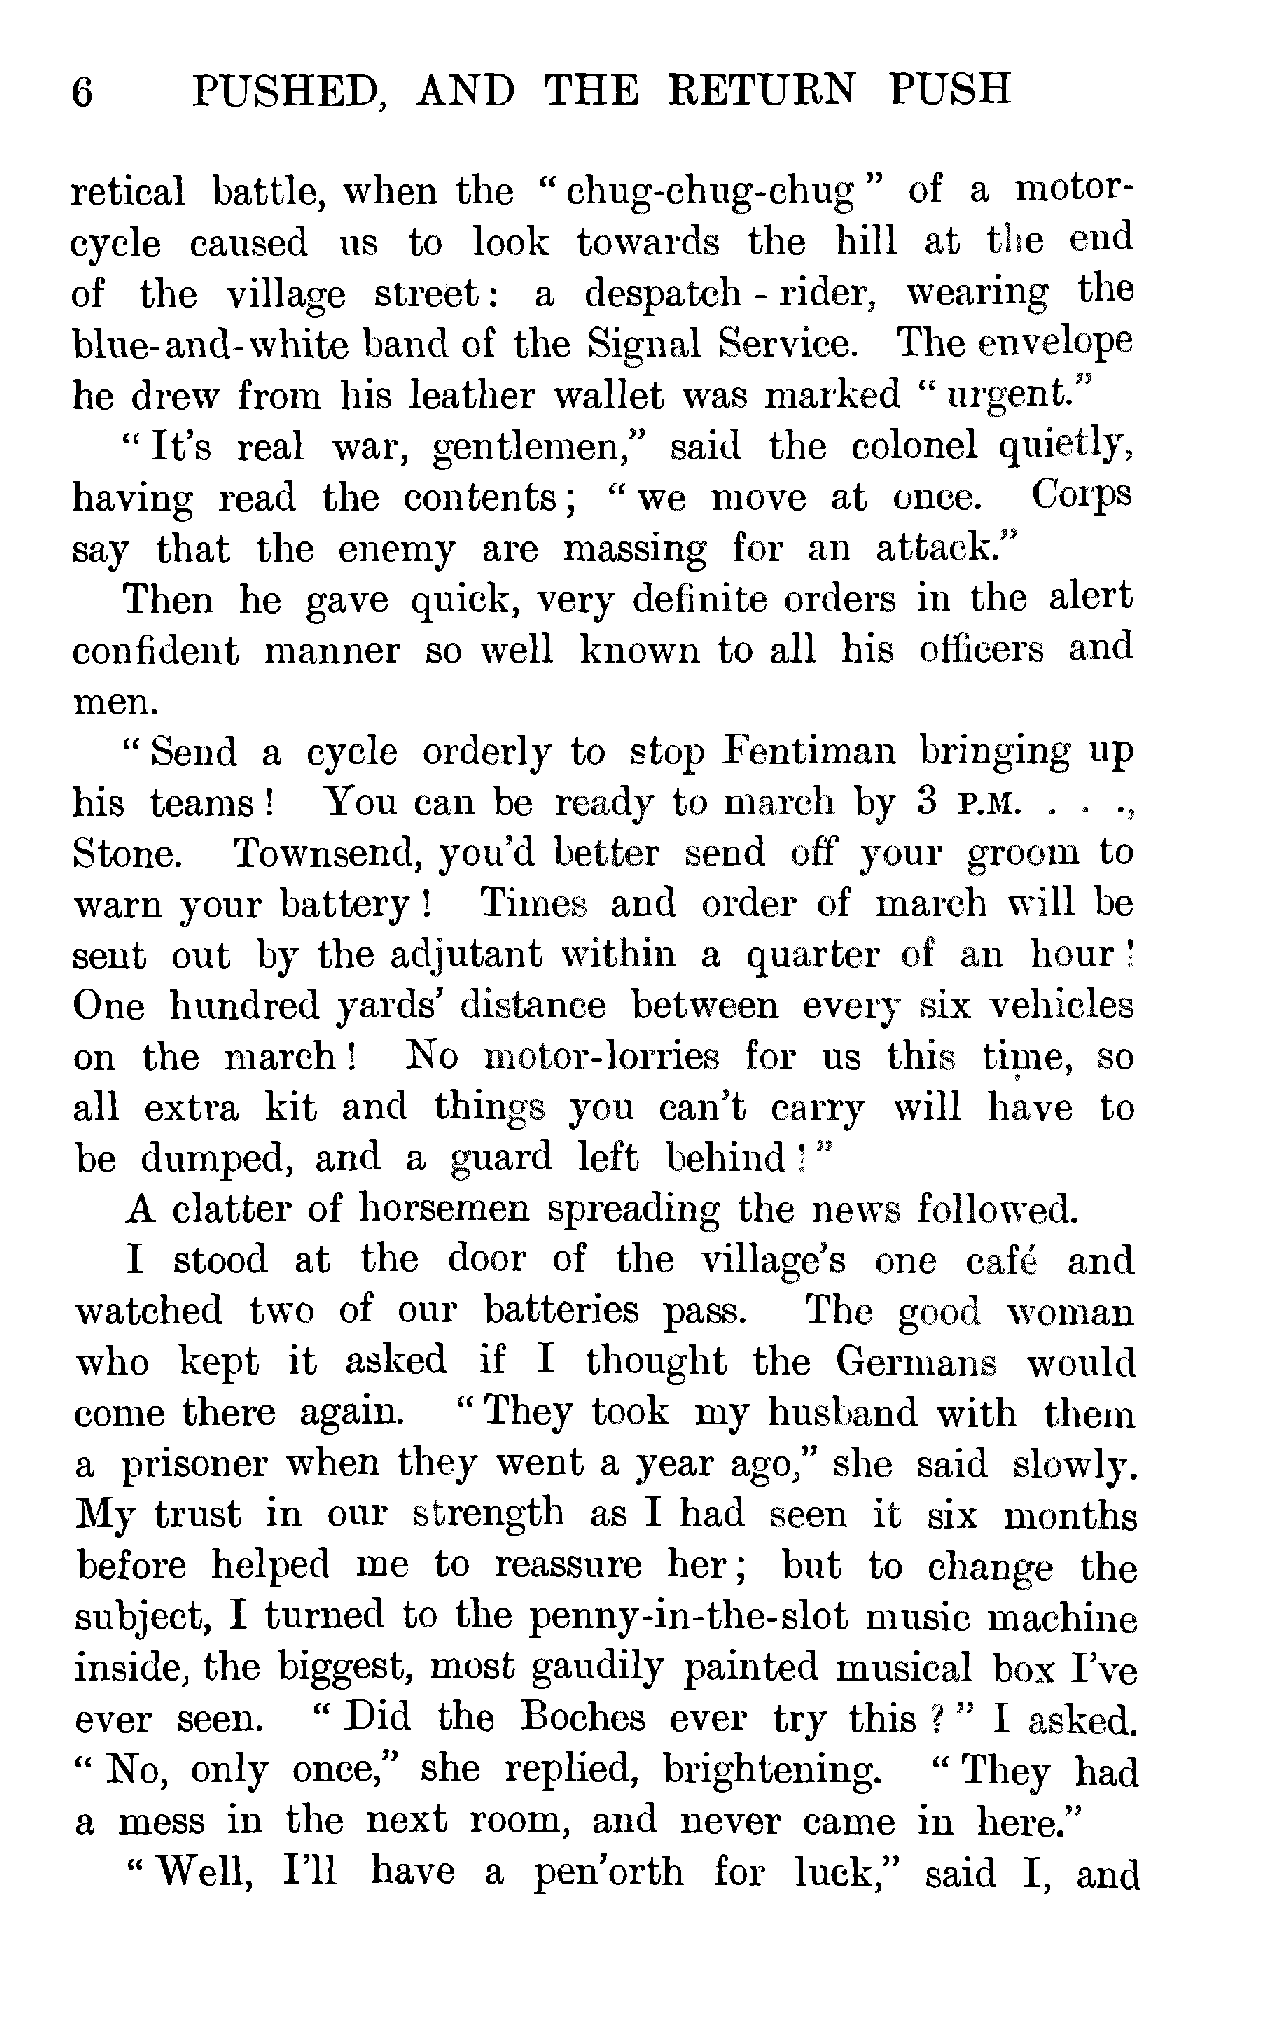 6 PUSHED, AND THE RETURN PUSH
retical battle, when the " chug-chug-chug " of a motor-
cycle caused us to look towards the hill at the end
of the village street : a despatch - rider, wearing the
blue-and-white band of the Signal Service. The envelope
he drew from his leather wallet was marked " urgent."
" It's real war, gentlemen," said the colonel quietly,
having read the contents ; " we move at once. Corps
say that the enemy are massing for an attack."
Then he gave quick, very definite orders in the alert
confident manner so well known to all his officers and
men.
" Send a cycle orderly to stop Fentiman bringing up
his teams ! You can be ready to march by 3 P.M. . . .,
Stone. Townsend, you'd better send off your groom to
warn your battery ! Times and order of march will be
sent out by the adjutant within a quarter of an hour !
One hundred yards' distance between every six vehicles
on the march ! No motor-lorries for us this time, so
all extra kit and things you can't carry will have to
be dumped, and a guard left behind ! "
A clatter of horsemen spreading the news followed.
I stood at the door of the village's one café and
watched two of our batteries pass. The good woman
who kept it asked if I thought the Germans would
come there again. " They took my husband with them
a prisoner when they went a year ago," she said slowly.
My trust in our strength as I had seen it six months
before helped me to reassure her ; but to change the
subject, I turned to the penny-in-the-slot music machine
inside, the biggest, most gaudily painted musical box I've
ever seen. " Did the Boches ever try this ? " I asked.
" No, only once," she replied, brightening. " They had
a mess in the next room, and never came in here."
" Well, I'll have a pen'orth for luck," said I, and